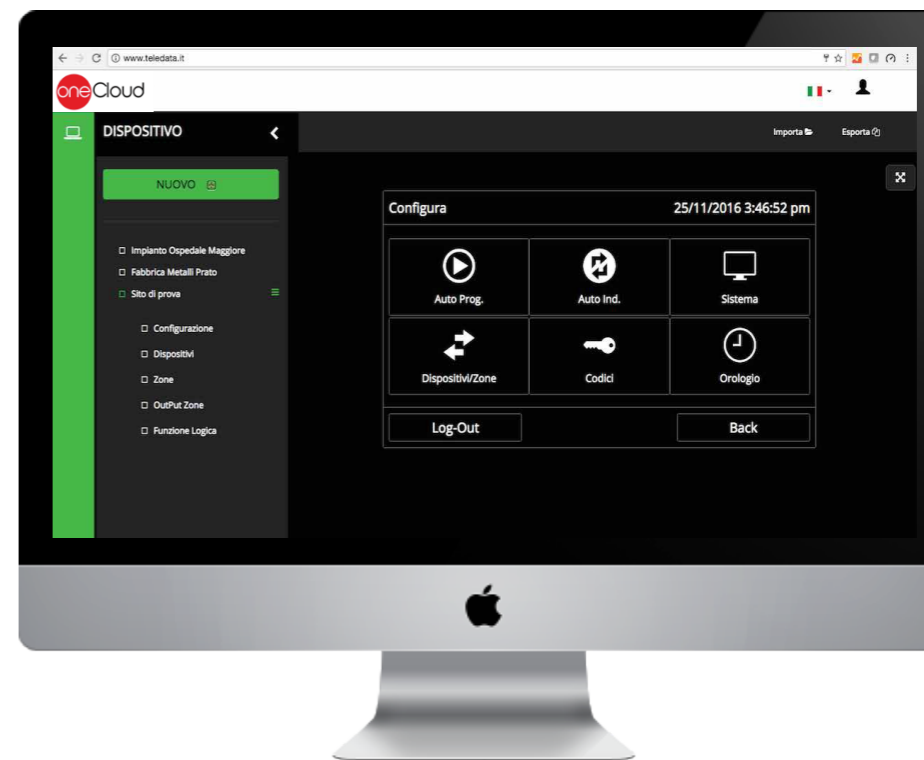 www.teledata.it
oneCloud
DISPOSITIVO
Importa
Esporta
NUOVO
Configura
25/11/2016 3:46:52 pm
Impianto Ospedale Maggiore
Fabbrica Metalli Prato
Sito di prova
Configurazione
Dispositivi
Zone
OutPut Zone
Funzione Logica
Auto Prog.
Auto Ind.
Sistema
Dispositivi/Zone
Codici
Orologio
Log-Out
Back